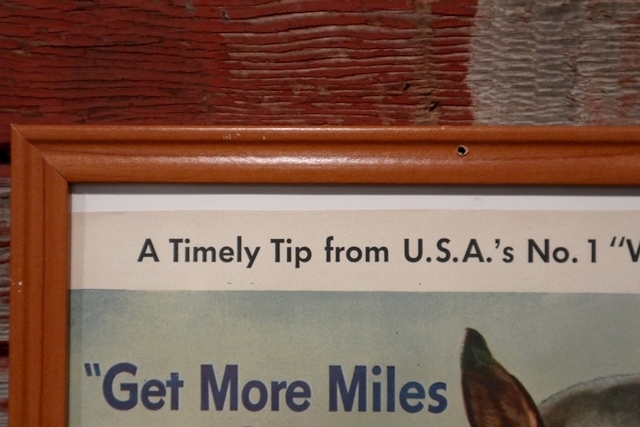 A Timely Tip from U.S.A.'s No. 1 "
"Get More Miles